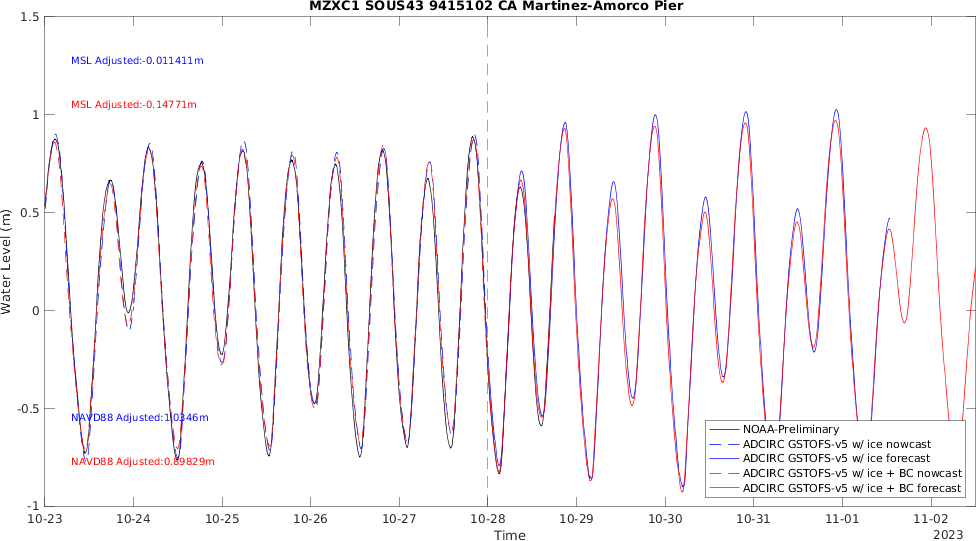 MZXC1 SOUS43 9415102 CA Martinez-Amorco Pier
1.5
MSL Adjusted:-0.011411m
MSL Adjusted:-0.14771m
1
0.5
Water Level (m)
0
-0.5
NAVD88 Adjusted:1.0346m
NAVD88 Adjusted:0.89829m
NOAA-Preliminary
ADCIRC GSTOFS-v5 w/ ice nowcast
ADCIRC GSTOFS-v5 w/ ice forecast
ADCIRC GSTOFS-v5 w/ ice + BC nowcast
ADCIRC GSTOFS-v5 w/ ice + BC forecast
-1
10-23 10-24 10-25 10-26 10-27 10-28 10-29 10-30 10-31 11-01 11-02
Time
2023